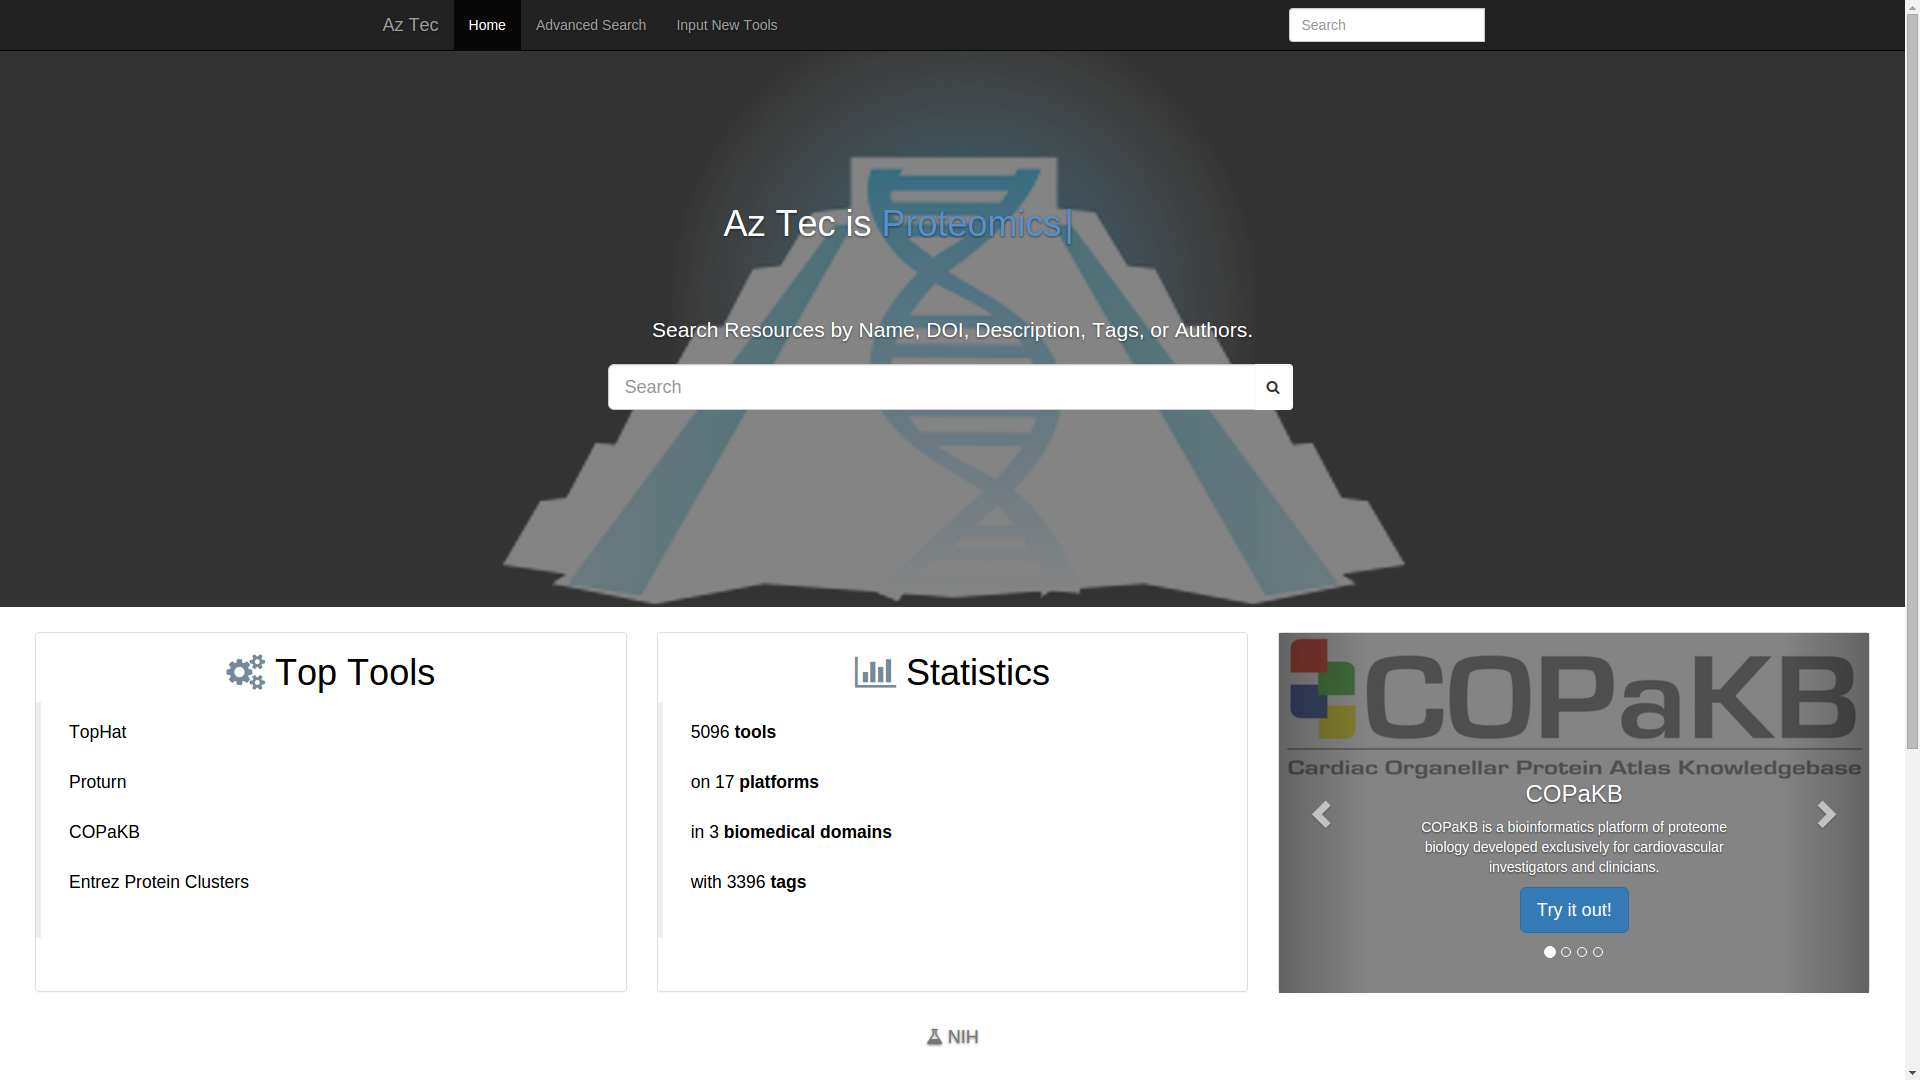 Az Tec Home Advanced Search Input New Tools Search
Az Tec is Proteomics|
Search Resources by Name, DOI, Description, Tags, or Authors.
Search
Top Tools
TopHat
Proturn
COPaKB
Entrez Protein Clusters
Statistics
5096 tools
on 17 platforms
in 3 biomedical domains
with 3396 tags
COPaKB
Cardiac Organellar Protein Atlas Knowledgebase
COPaKB
COPaKB is a bioinformatics platform of proteome
biology developed exclusively for cardiovascular
investigators and clinicians.
Try it out!
NIH